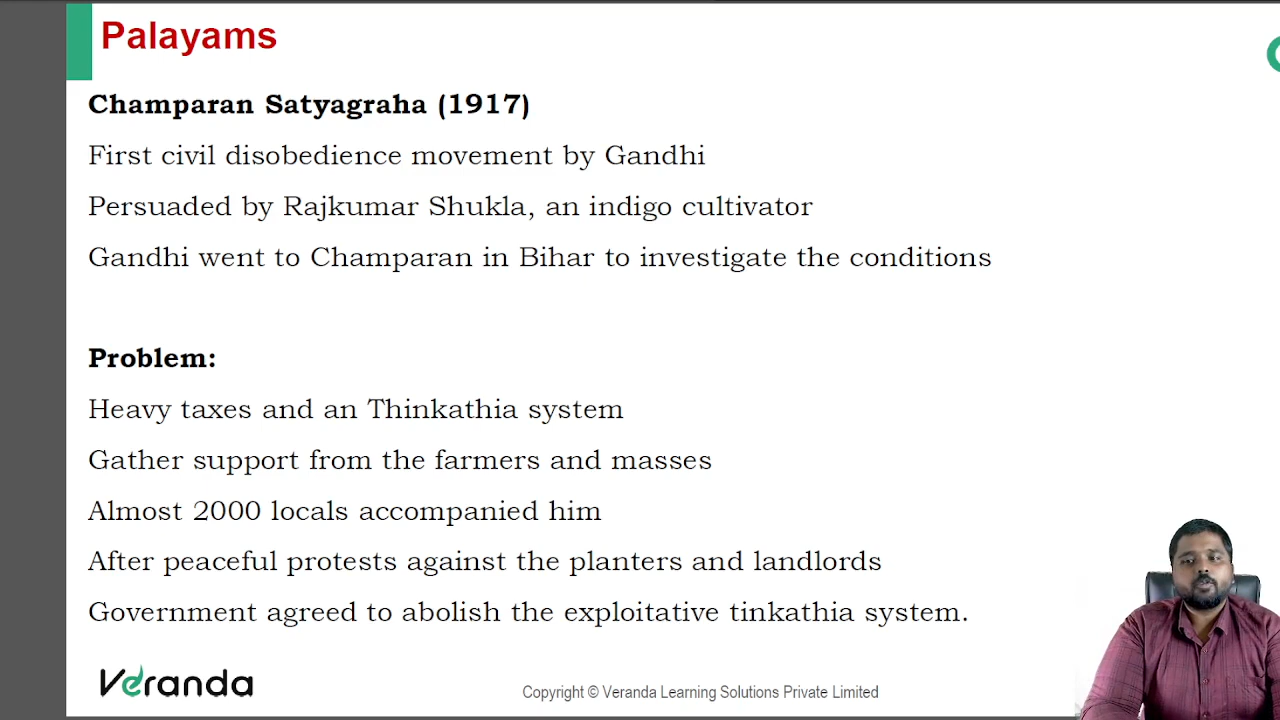 Palayams
Champaran Satyagraha (1917)
First civil disobedience movement by Gandhi
Persuaded by Rajkumar Shukla, an indigo cultivator
Gandhi went to Champaran in Bihar to investigate the conditions
Problem:
Heavy taxes and an Thinkathia system
Gather support from the farmers and masses
Almost 2000 locals accompanied him
After peaceful protests against the planters and landlords
Government agreed to abolish the exploitative tinkathia system.
Veranda
Copyright © Veranda Learning Solutions Private Limited